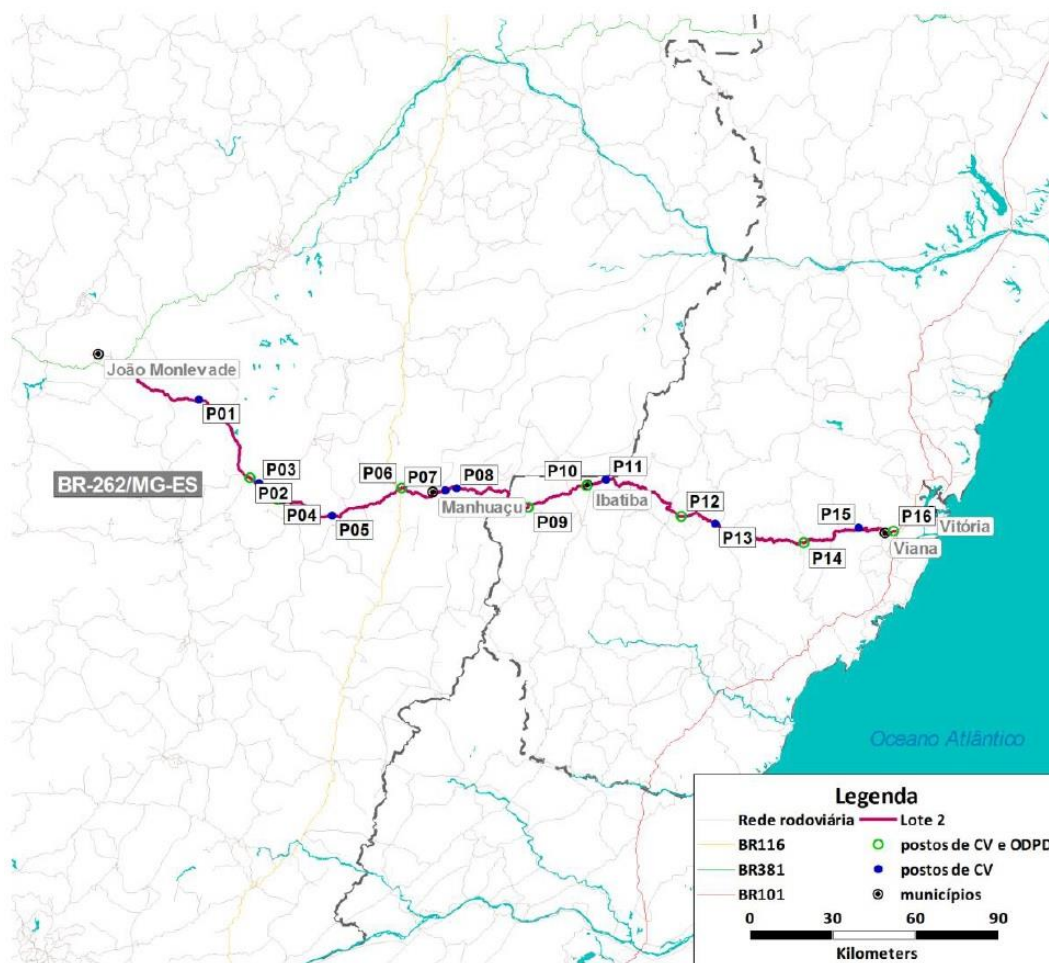 João Monlevade
P01
BR-262/MG-ES
P03
P02
P04
P05
P06
P07
P08
Manhuaçu
P09
P10
P11
Ibatiba
P12
P13
P14
P15
P16
Vitória
Viana
Oceano Atlântico
Legenda
Rede rodoviária
Lote 2
BR116
postos de CV e ODPD
BR381
postos de CV
BR101
municípios
0 30 60 90
Kilometers